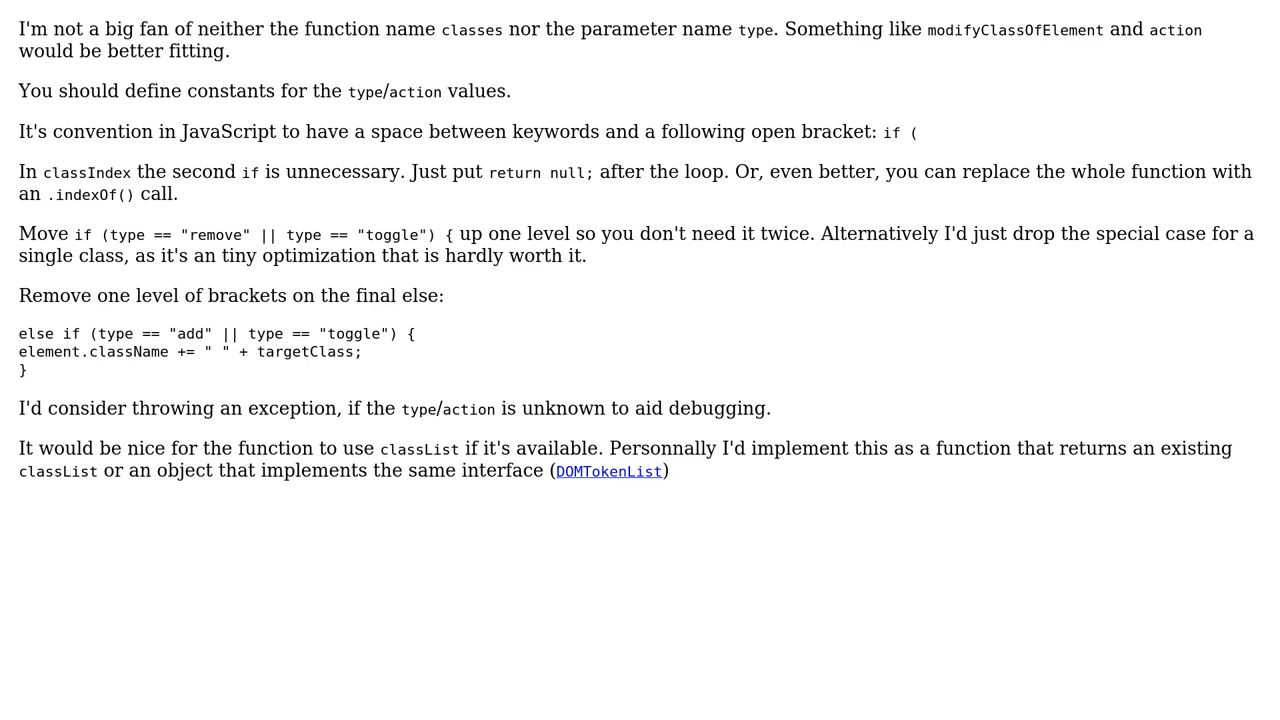 I'm not a big fan of neither the function name classes nor the parameter name type. Something like modifyClassOfElement and action
would be better fitting.
You should define constants for the type/action values.
It's convention in JavaScript to have a space between keywords and a following open bracket: if (
In classIndex the second if is unnecessary. Just put return null; after the loop. Or, even better, you can replace the whole function with
an .indexOf() call.
Move if (type == "remove" || type == "toggle") { up one level so you don't need it twice. Alternatively I'd just drop the special case for a
single class, as it's an tiny optimization that is hardly worth it.
Remove one level of brackets on the final else:
else if (type == "add" || type == "toggle") {
element.className += " " + targetClass;
}
I'd consider throwing an exception, if the type/action is unknown to aid debugging.
It would be nice for the function to use classList if it's available. Personnally I'd implement this as a function that returns an existing
classList or an object that implements the same interface (DOMTokenList)